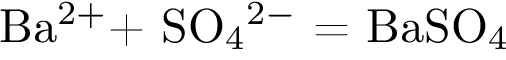 Ba²⁺+ SO₄²⁻ = BaSO₄